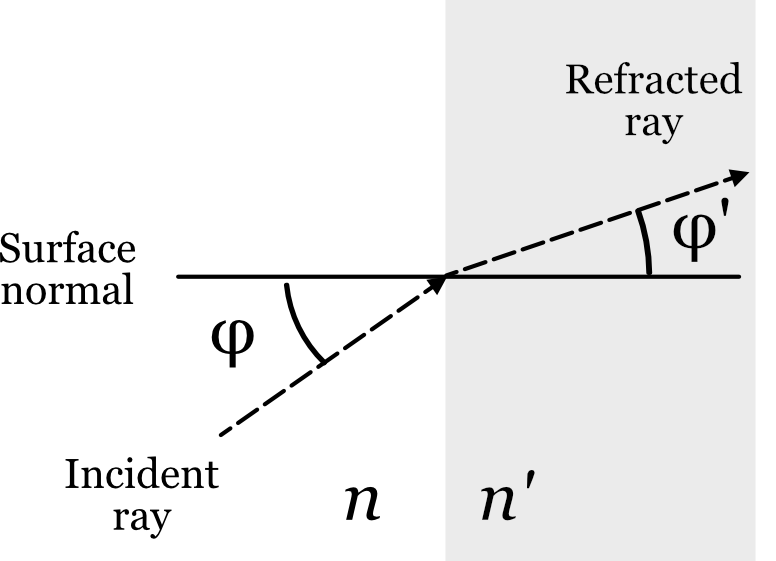 Refracted
ray
φ'
Surface
normal
φ
Incident
ray
n
n'